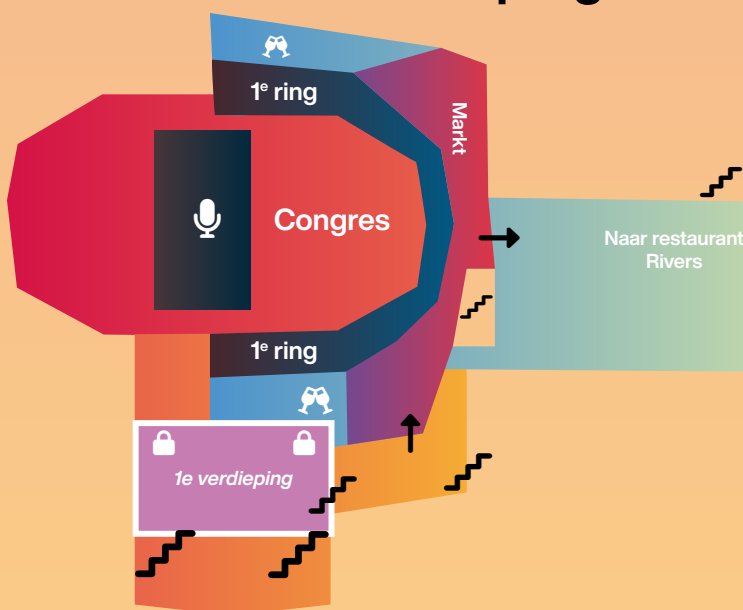 1e ring
Markt
Congres
Naar restaurant
Rivers
1e ring
1e verdieping